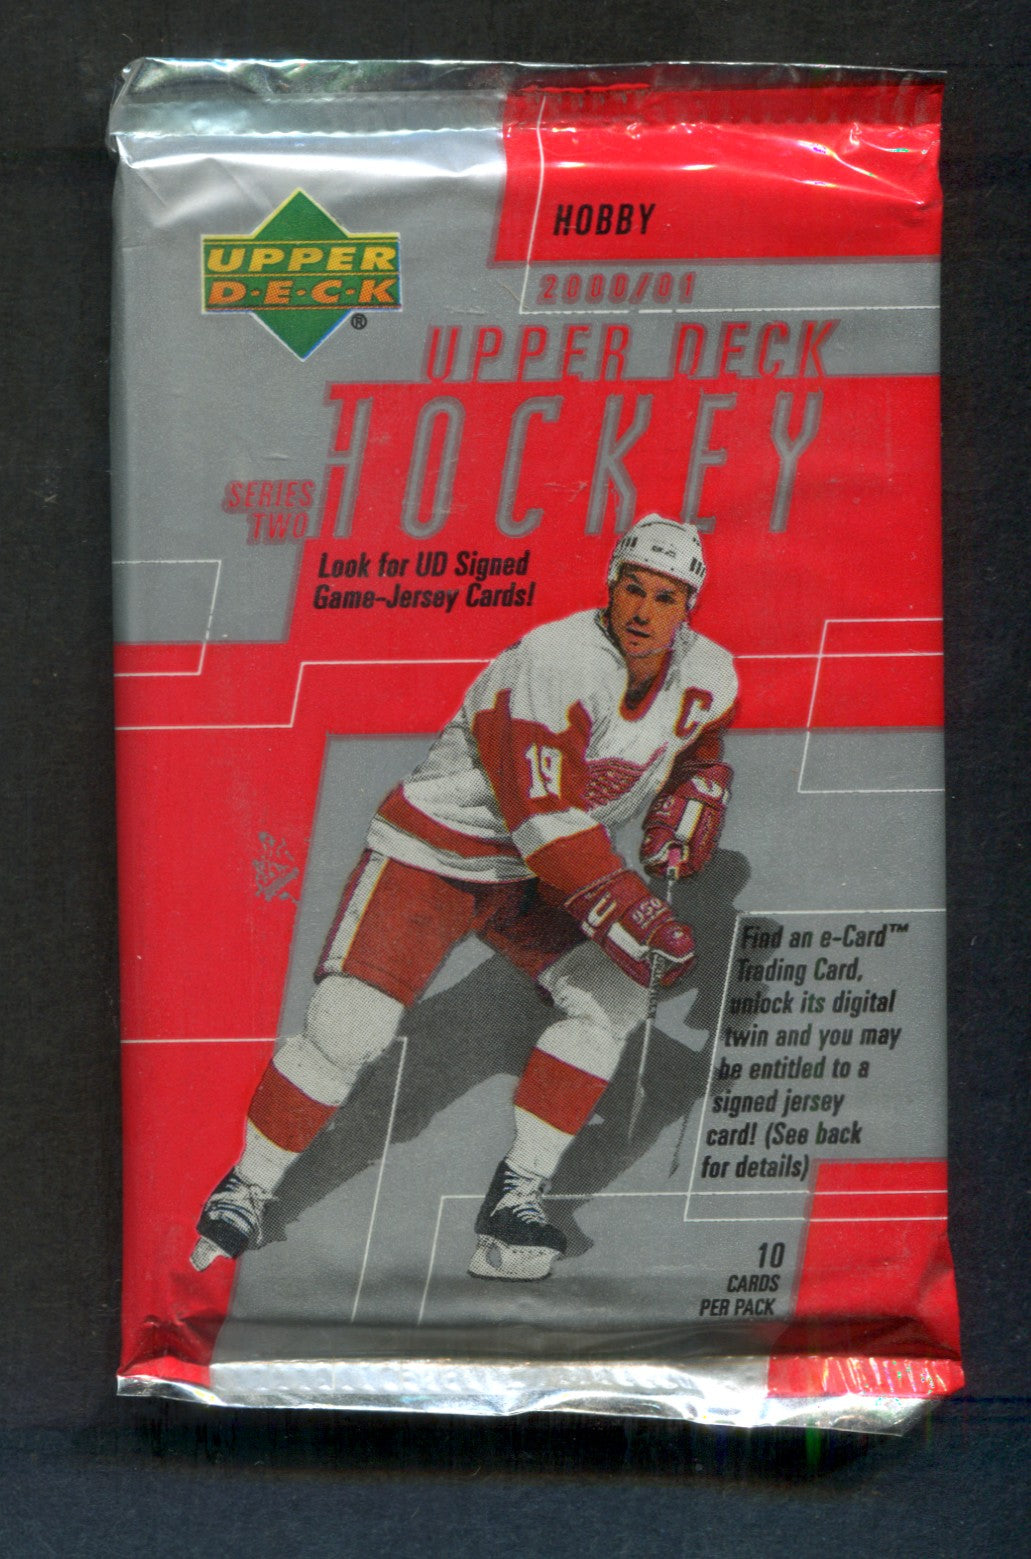 HOBBY
UPPER
D·E·C·K
®
2000/01
UPPER DECK
HOCKEY
SERIES
TWO
Look for UD Signed
Game-Jersey Cards!
C
19
Find an e-Card™
Trading Card,
unlock its digital
twin and you may
be entitled to a
signed jersey
card! (See back
for details)
10
CARDS
PER PACK